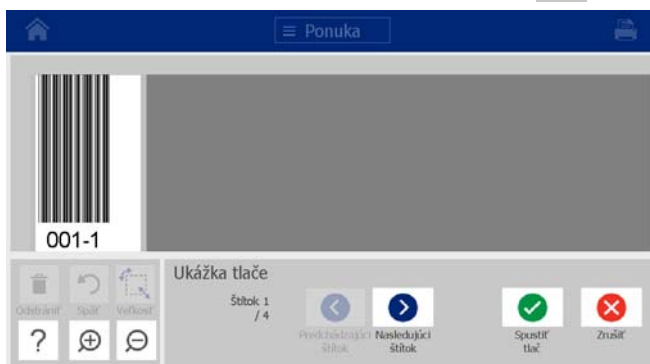 ≡ Ponuka
001-1
Odstrániť Späť Veľkosť
?
Ukážka tlače
Štítok 1
/ 4
Predchádzajúci
štítok
Nasledujúci
štítok
Spustiť
tlač
Zrušiť